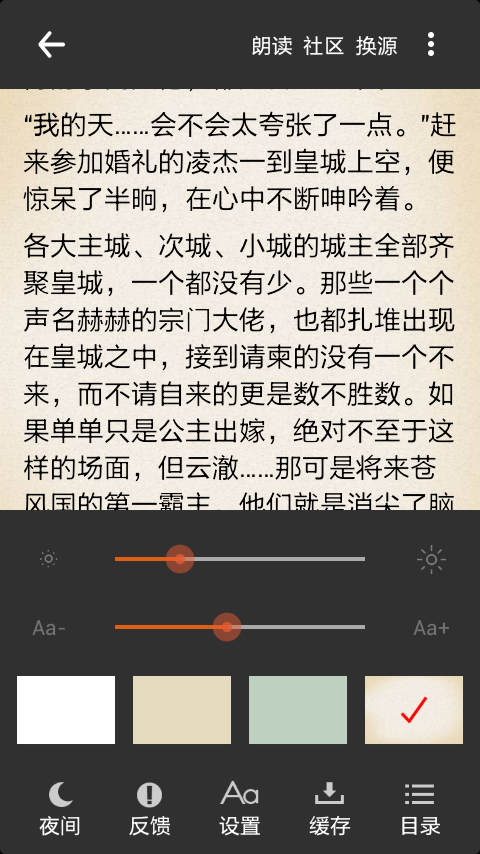 朗读 社区 换源
“我的天……会不会太夸张了一点。”赶
来参加婚礼的凌杰一到皇城上空，便
惊呆了半晌，在心中不断呻吟着。
各大主城、次城、小城的城主全部齐
聚皇城，一个都没有少。那些一个个
声名赫赫的宗门大佬，也都扎堆出现
在皇城之中，接到请柬的没有一个不
来，而不请自来的更是数不胜数。如
果单单只是公主出嫁，绝对不至于这
样的场面，但云澈……那可是将来苍
风国的第一霸主，他们就是消尖了脑
Aa-
Aa+
夜间 反馈 设置 缓存 目录
Aa